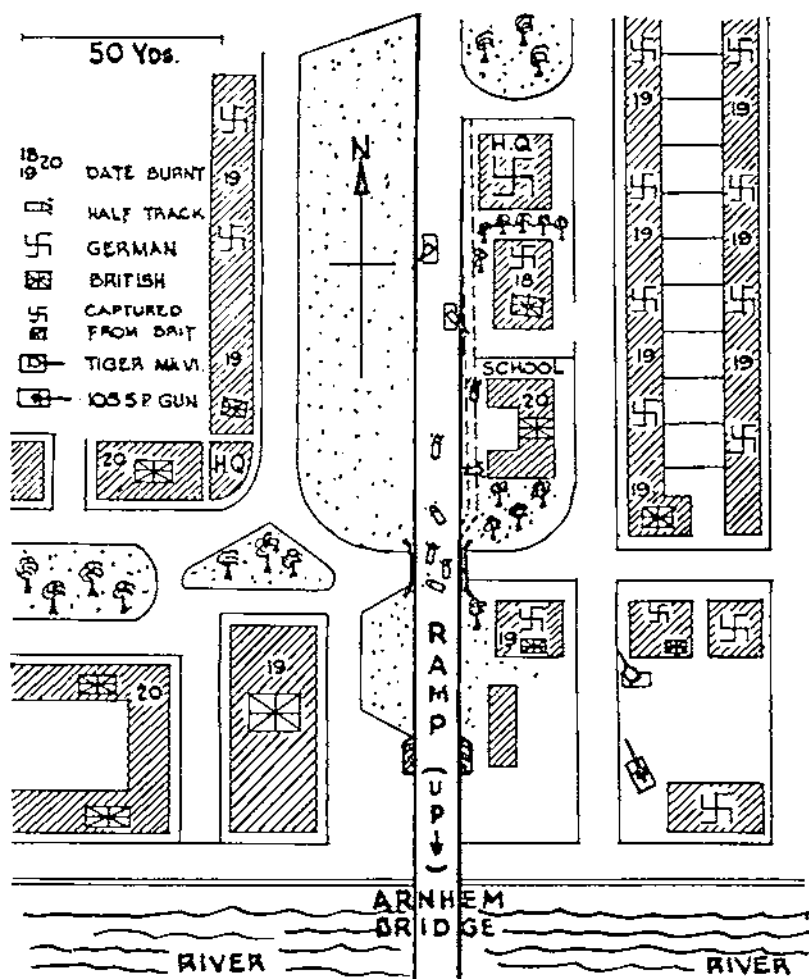 50 YDS.
18 20
19 DATE BURNT
HALF TRACK
GERMAN
BRITISH
CAPTURED
FROM BRIT
TIGER MK VI.
105 S.P. GUN
19
19
20
H.Q
N
H.Q.
18
SCHOOL
20
19
19
19
19
19
19
19
19
20
19
RAMP
(UP)
ARNHEM
BRIDGE
RIVER
RIVER